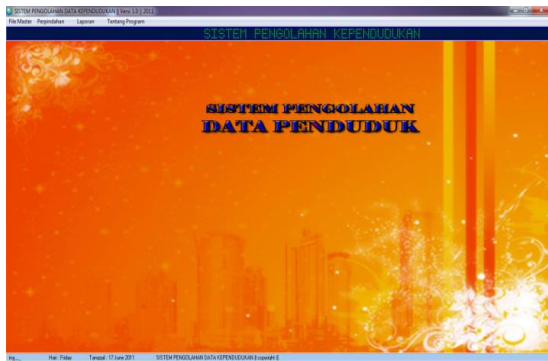 SISTEM PENGOLAHAN DATA KEPENDUDUKAN || Versi 1.0 | 2011
File Master Perpindahan Laporan Tentang Program
SISTEM PENGOLAHAN KEPENDUDUKAN
SISTEM PENGOLAHAN
DATA PENDUDUK
Hari : Friday Tanggal : 17 June 2011 SISTEM PENGOLAHAN DATA KEPENDUDUKAN || copyright ||